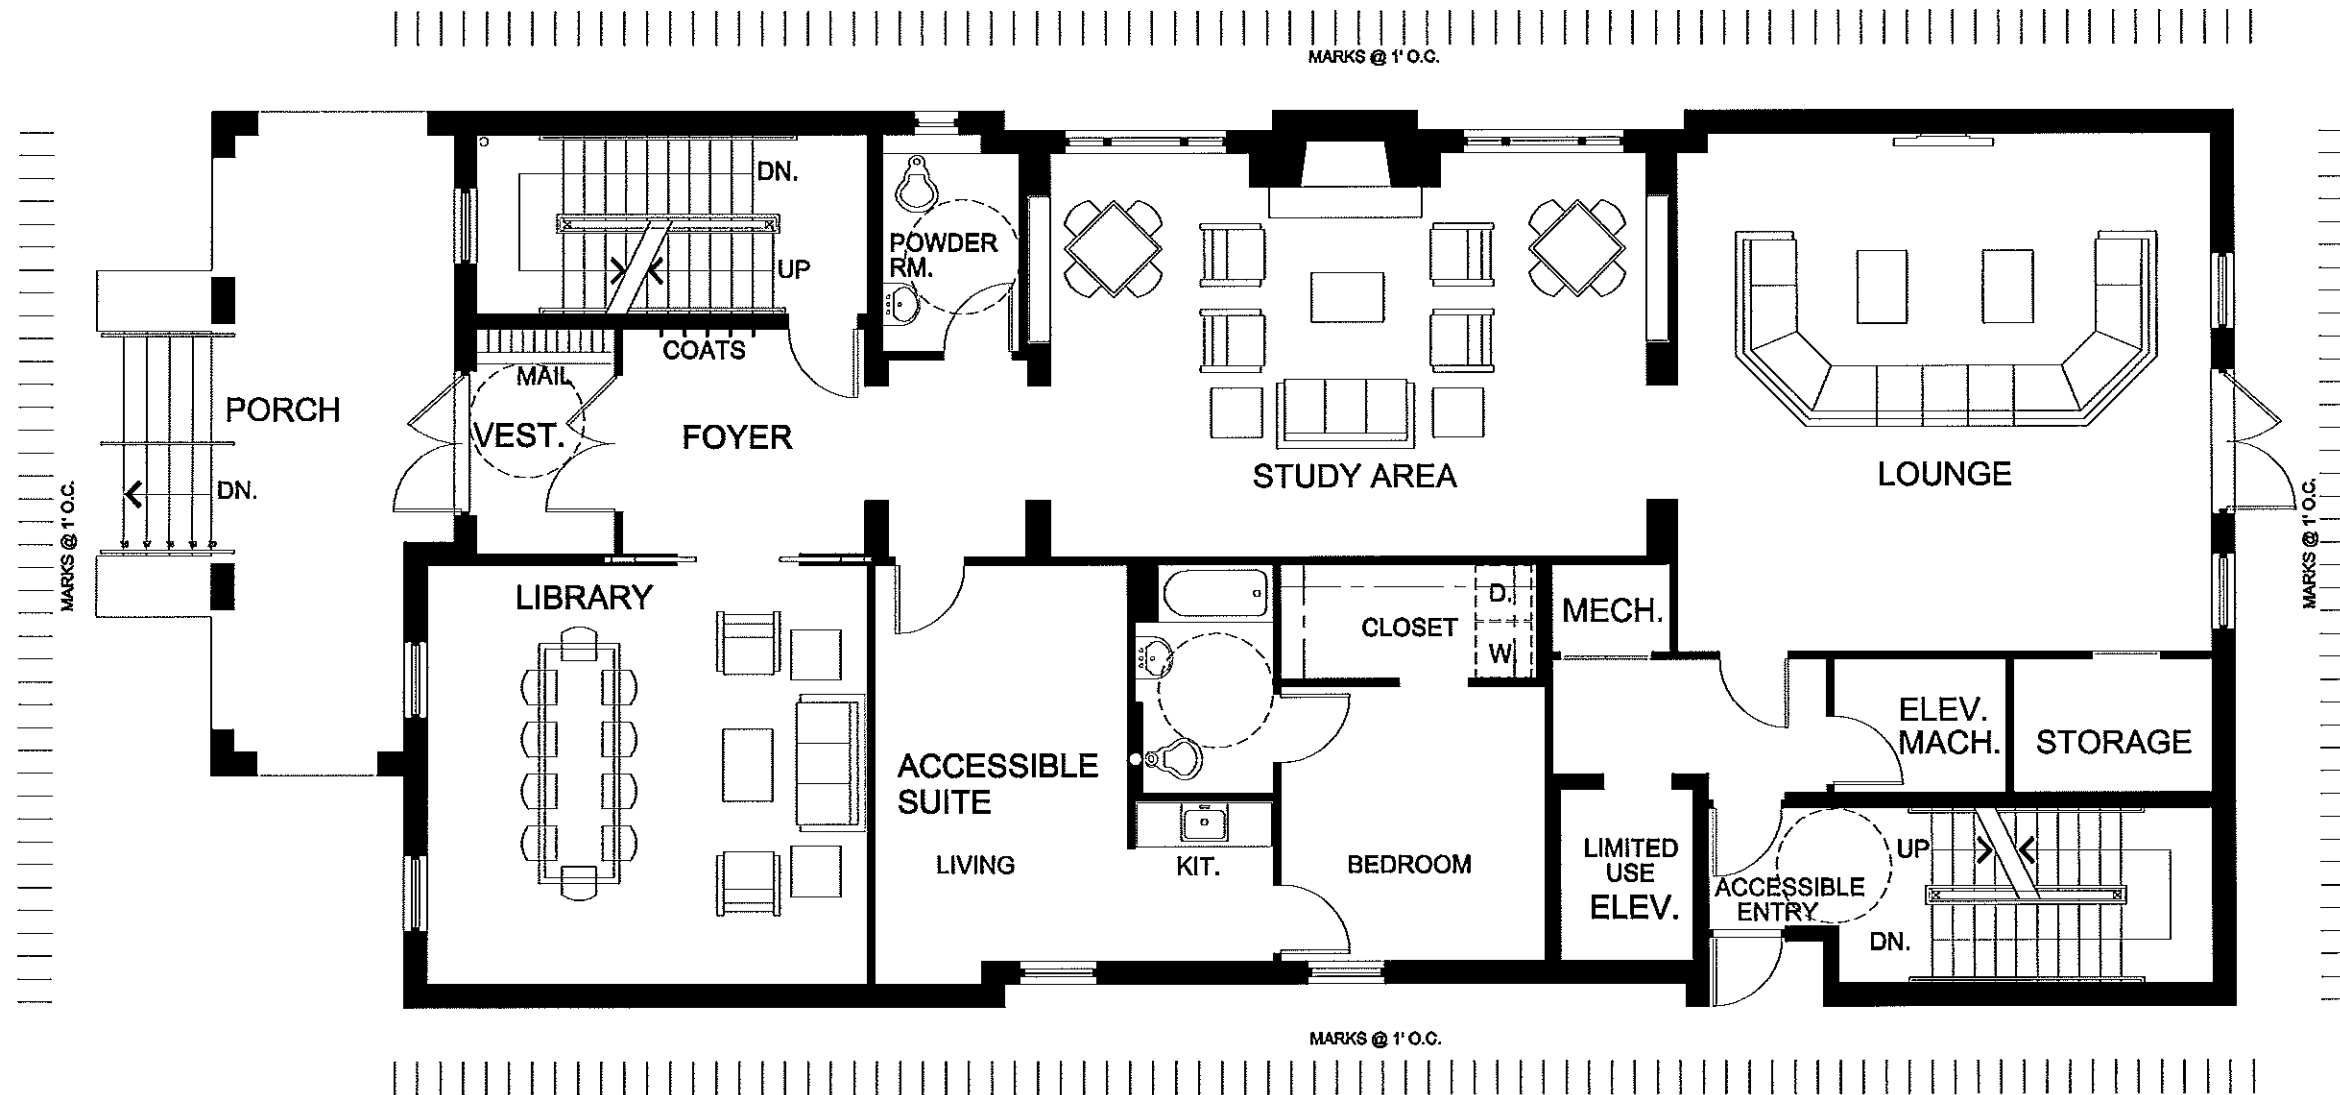 MARKS @ 1' O.C.
DN.
UP
POWDER
RM.
COATS
MAIL
PORCH
VEST.
FOYER
STUDY AREA
LOUNGE
DN.
MARKS @ 1' O.C.
MARKS @ 1' O.C.
LIBRARY
D.
W.
CLOSET
MECH.
ELEV.
MACH.
STORAGE
ACCESSIBLE
SUITE
LIVING
KIT.
BEDROOM
LIMITED
USE
ELEV.
UP
ACCESSIBLE
ENTRY
DN.
MARKS @ 1' O.C.